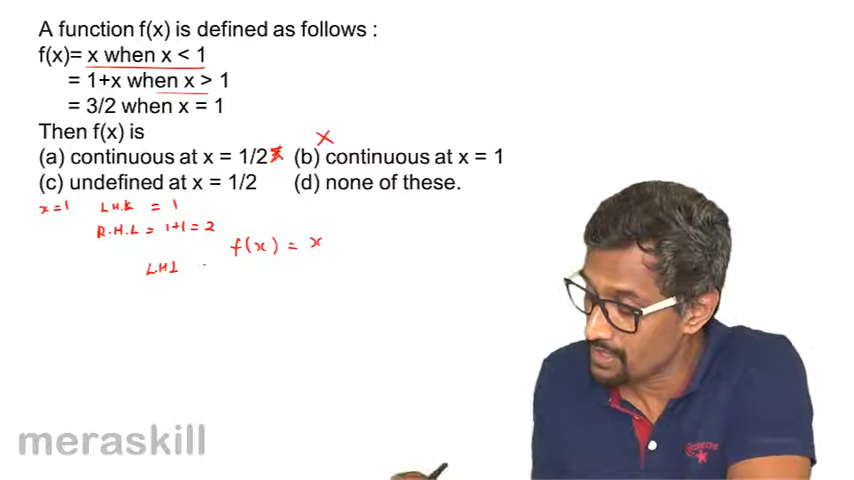 A function f(x) is defined as follows :
f(x)= x when x < 1
= 1+x when x > 1
= 3/2 when x = 1
Then f(x) is
(a) continuous at x = 1/2 (b) continuous at x = 1
(c) undefined at x = 1/2 (d) none of these.
x=1 L.H.L = 1
R.H.L = 1+1 = 2
f(x) = x
L.H.L
meraskill